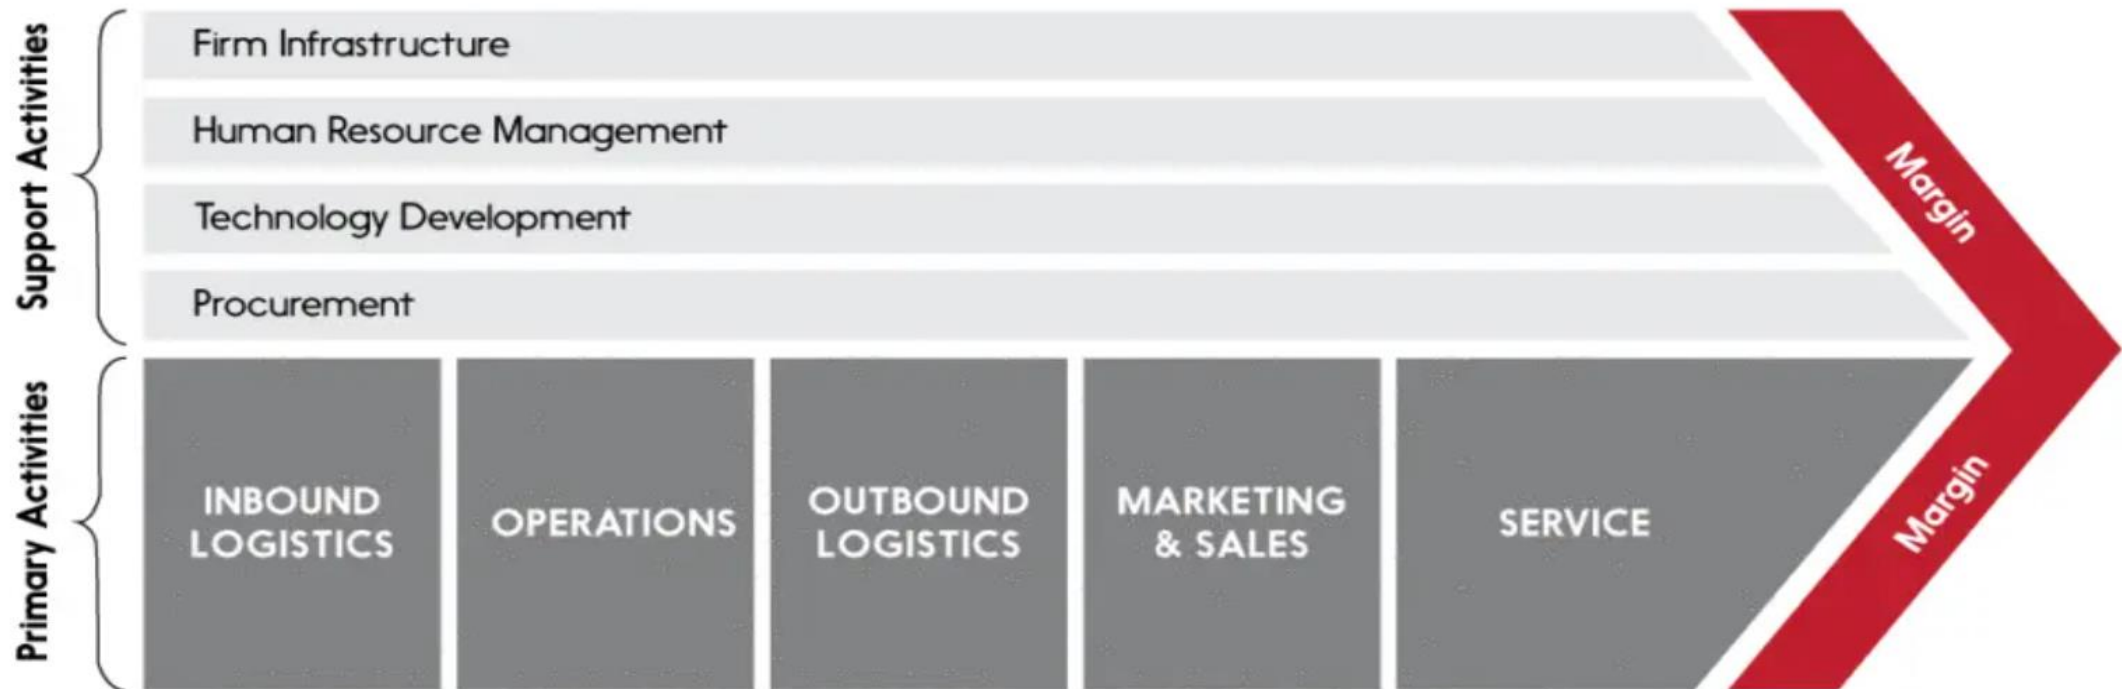 Support Activities
Firm Infrastructure
Human Resource Management
Technology Development
Procurement
Margin
Primary Activities
INBOUND
LOGISTICS
OPERATIONS
OUTBOUND
LOGISTICS
MARKETING
& SALES
SERVICE
Margin